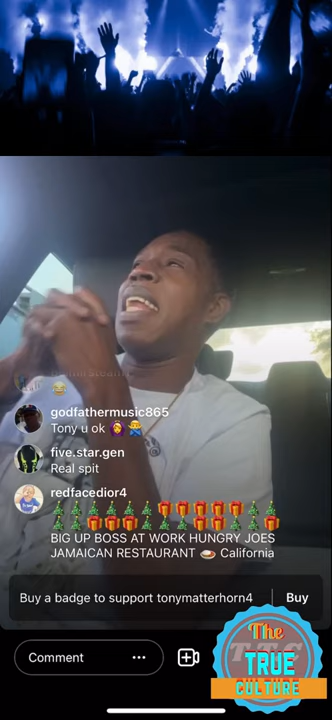 😂
godfathermusic865
Tony u ok 🙆‍♀️🙅‍♂️
five.star.gen
Real spit
redfacedior4
🎄🎄🎄🎄🎄🎁🎁🎁🎁🎄🎄
🎄🎄🎁🎁🎁🎄🎄🎄🎁🎁🎄🎄🎁
BIG UP BOSS AT WORK HUNGRY JOES
JAMAICAN RESTAURANT 🍛 California
Buy a badge to support tonymatterhorn4 Buy
Comment •••
The
TRUE
CULTURE